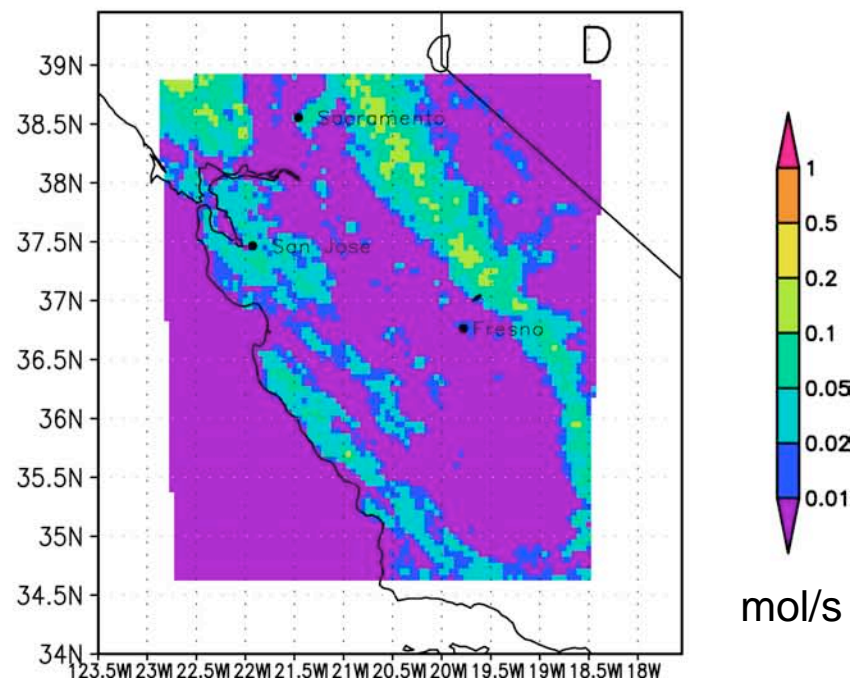 D
39N
38.5N
38N
37.5N
37N
36.5N
36N
35.5N
35N
34.5N
34N
123.5W 23W 22.5W 22W 21.5W 21W 20.5W 20W 19.5W 19W 18.5W 18W
Sacramento
San Jose
Fresno
1
0.5
0.2
0.1
0.05
0.02
0.01
mol/s